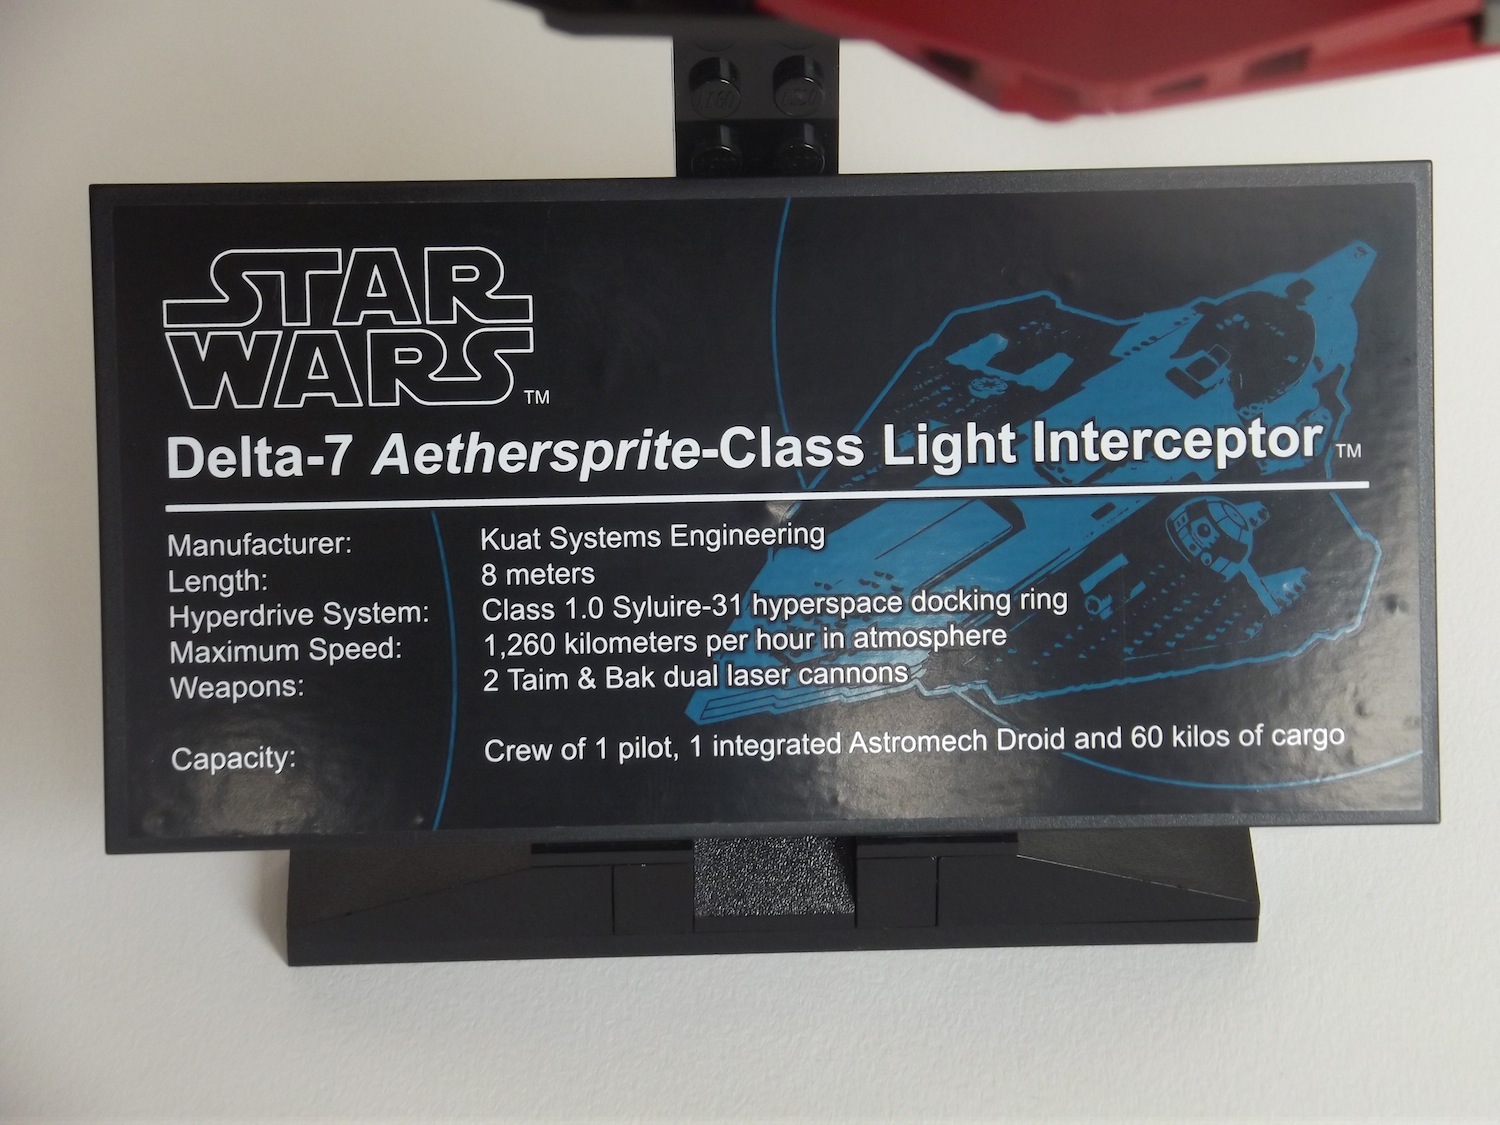 STAR
WARS TM
Delta-7 Aethersprite-Class Light Interceptor TM
Manufacturer: Kuat Systems Engineering
Length: 8 meters
Hyperdrive System: Class 1.0 Syluire-31 hyperspace docking ring
Maximum Speed: 1,260 kilometers per hour in atmosphere
Weapons: 2 Taim & Bak dual laser cannons
Capacity: Crew of 1 pilot, 1 integrated Astromech Droid and 60 kilos of cargo